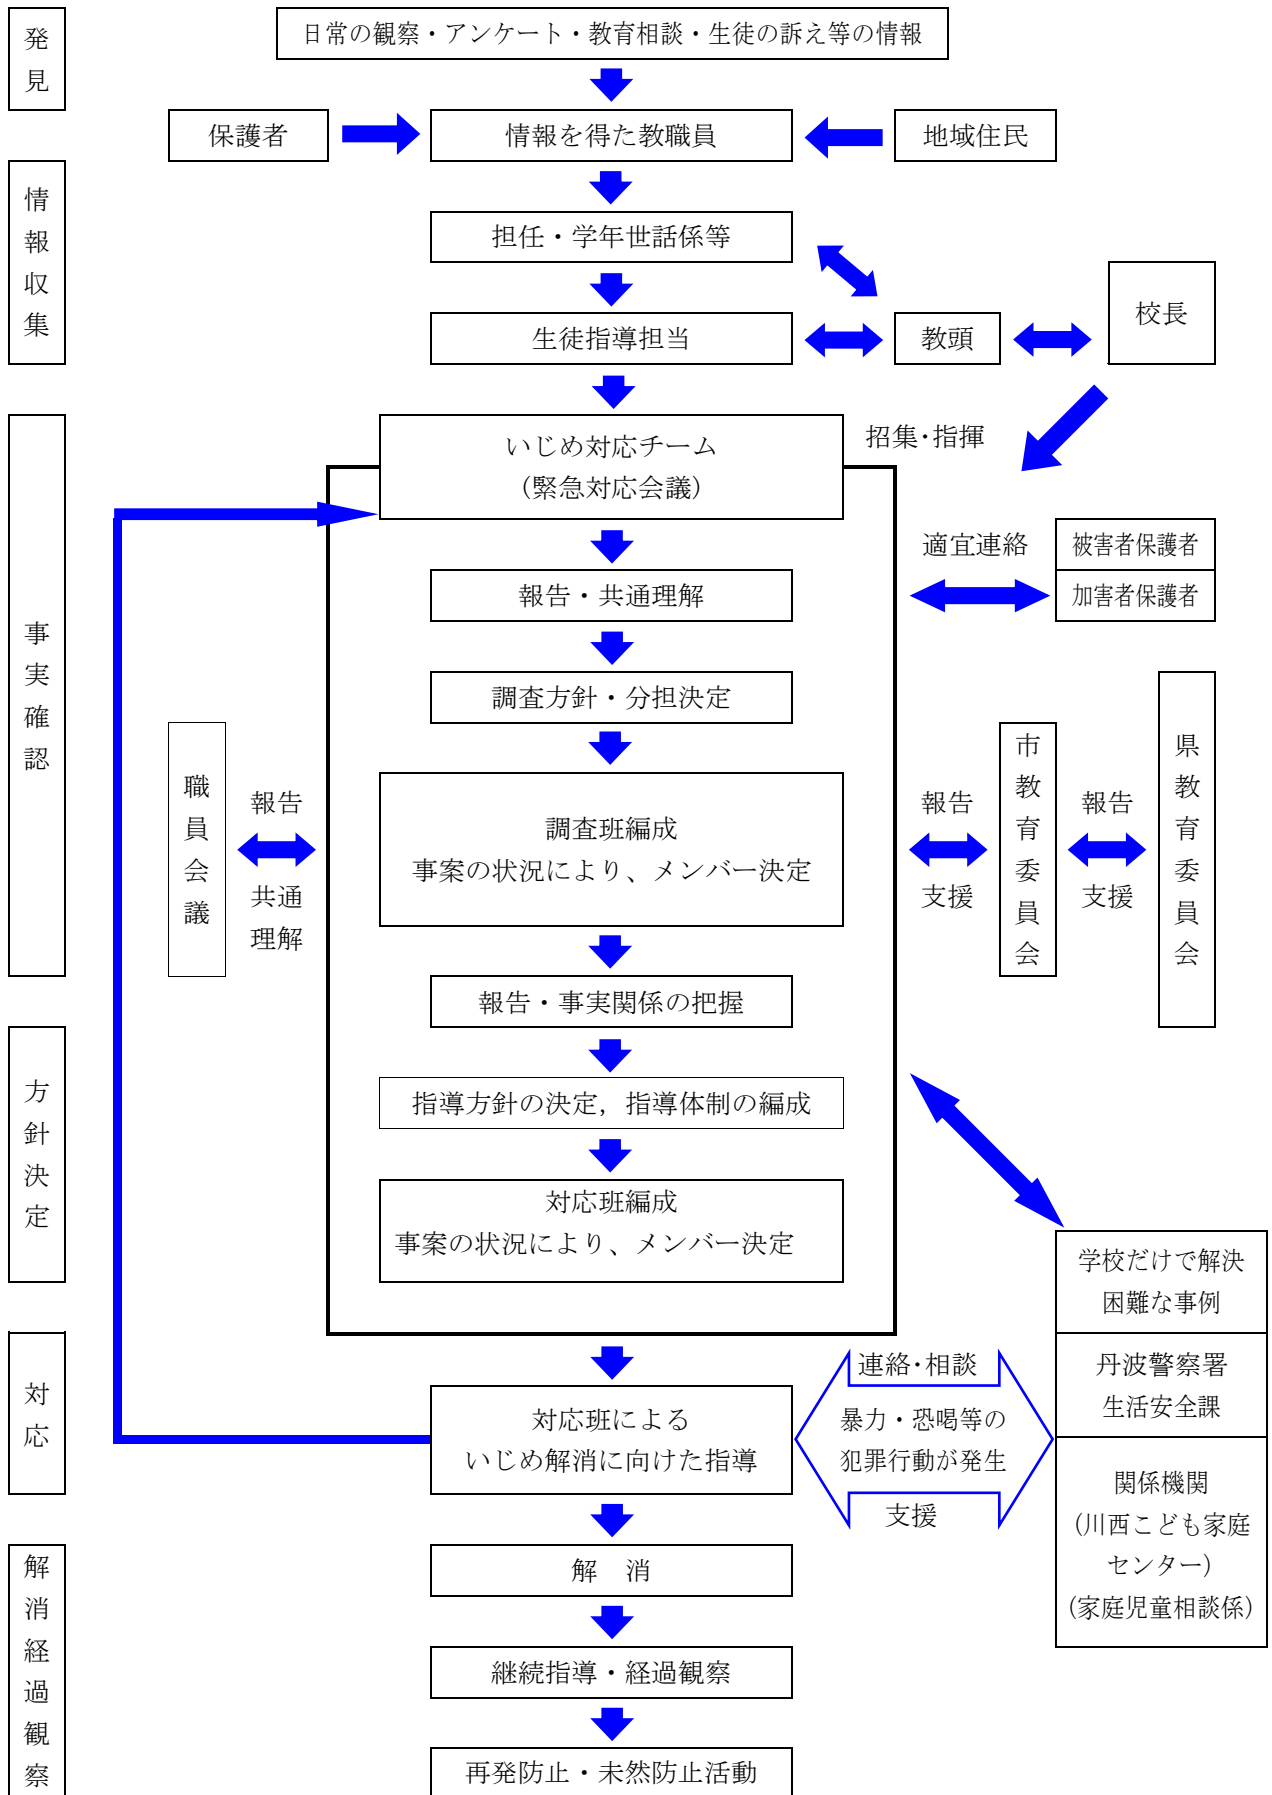 発見
日常の観察・アンケート・教育相談・生徒の訴え等の情報
保護者
情報を得た教職員
地域住民
情報収集
担任・学年世話係等
生徒指導担当
教頭
校長
事実確認
いじめ対応チーム
（緊急対応会議）
招集・指揮
適宜連絡
被害者保護者
加害者保護者
報告・共通理解
調査方針・分担決定
職員会議
報告
共通
理解
調査班編成
事案の状況により、メンバー決定
報告
支援
市教育委員会
報告
支援
県教育委員会
報告・事実関係の把握
方針決定
指導方針の決定，指導体制の編成
対応班編成
事案の状況により、メンバー決定
学校だけで解決
困難な事例
丹波警察署
生活安全課
関係機関
（川西こども家庭
センター）
（家庭児童相談係）
対応
対応班による
いじめ解消に向けた指導
連絡・相談
暴力・恐喝等の
犯罪行動が発生
支援
解消経過観察
解　消
継続指導・経過観察
再発防止・未然防止活動